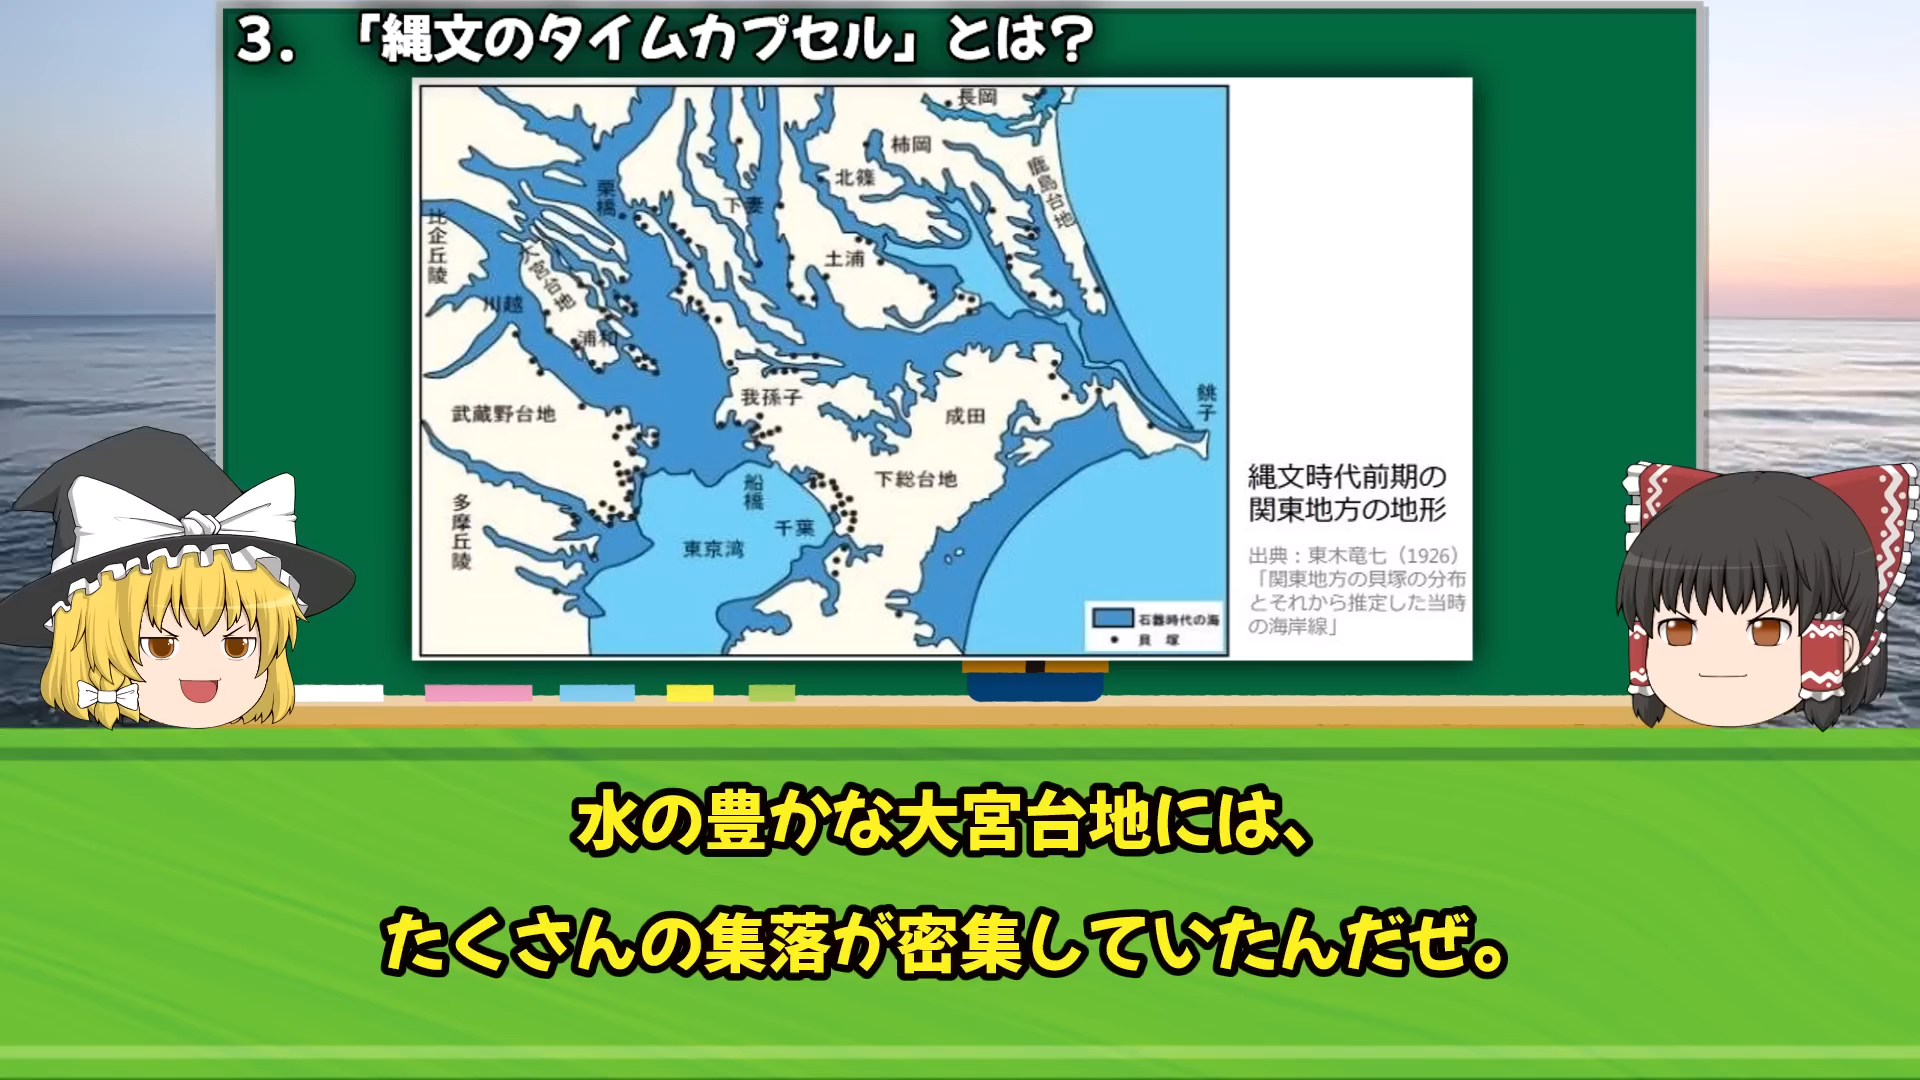 3. 「縄文のタイムカプセル」とは?
長岡
柿岡
鹿島台地
北篠
栗橋
下妻
比企丘陵
大宮台地
土浦
川越
浦和
銚子
我孫子
武蔵野台地
成田
下総台地
船橋
多摩丘陵
千葉
東京湾
石器時代の海
貝 塚
縄文時代前期の
関東地方の地形
出典:東木竜七(1926)
「関東地方の貝塚の分布
とそれから推定した当時
の海岸線」
水の豊かな大宮台地には、
たくさんの集落が密集していたんだぜ。